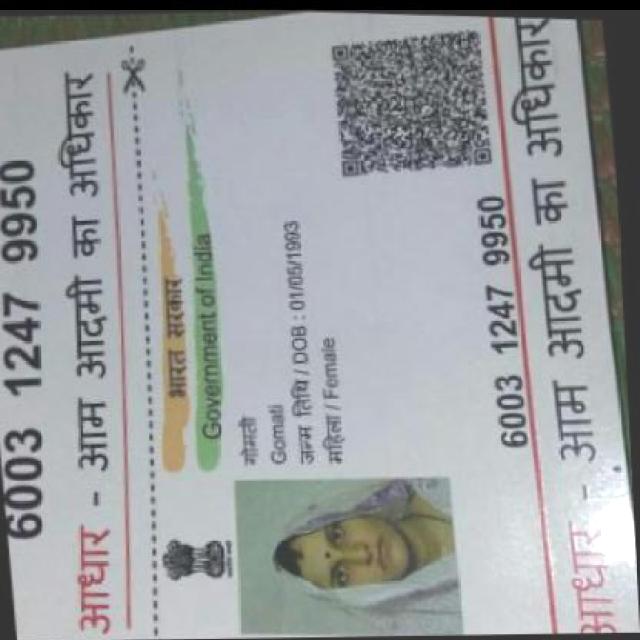 6003 1247 9950
आधार - आम आदमी का अधिकार
भारत सरकार
Government of India
गोमती
Gomati
जन्म तिथि / DOB : 01/05/1993
महिला / Female
6003 1247 9950
आधार - आम आदमी का अधिकार